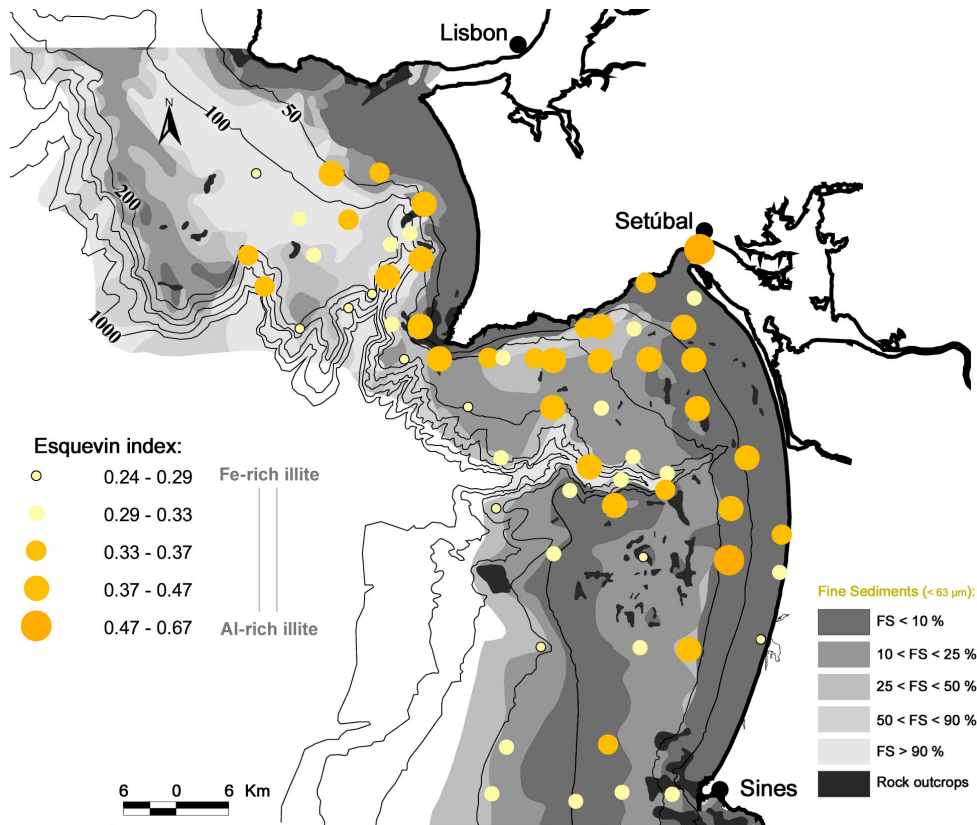 Lisbon
N
50
100
200
1000
Setúbal
Esquevin index:
0.24 - 0.29 Fe-rich illite
0.29 - 0.33
0.33 - 0.37
0.37 - 0.47
0.47 - 0.67 Al-rich illite
Fine Sediments (< 63 µm):
FS < 10 %
10 < FS < 25 %
25 < FS < 50 %
50 < FS < 90 %
FS > 90 %
Rock outcrops
6 0 6 Km
Sines